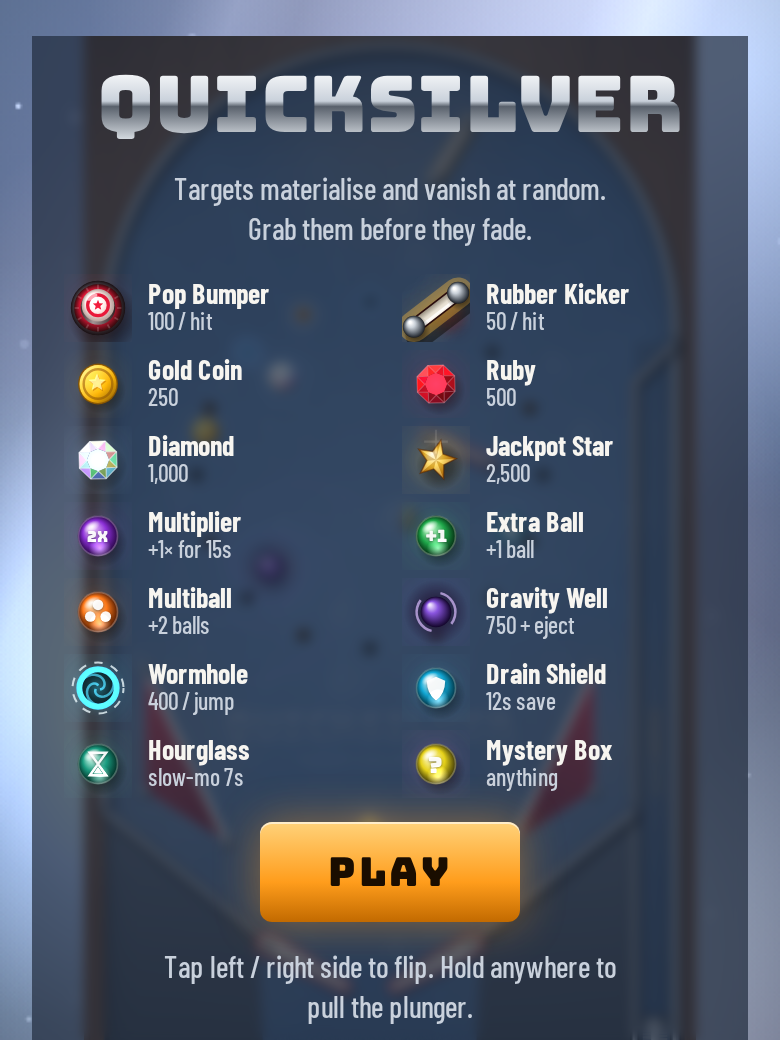 QUICKSILVER
Targets materialise and vanish at random.
Grab them before they fade.
Pop Bumper
100 / hit
Rubber Kicker
50 / hit
Gold Coin
250
Ruby
500
Diamond
1,000
Jackpot Star
2,500
2X
Multiplier
+1× for 15s
+1
Extra Ball
+1 ball
Multiball
+2 balls
Gravity Well
750 + eject
Wormhole
400 / jump
Drain Shield
12s save
Hourglass
slow-mo 7s
?
Mystery Box
anything
PLAY
Tap left / right side to flip. Hold anywhere to
pull the plunger.